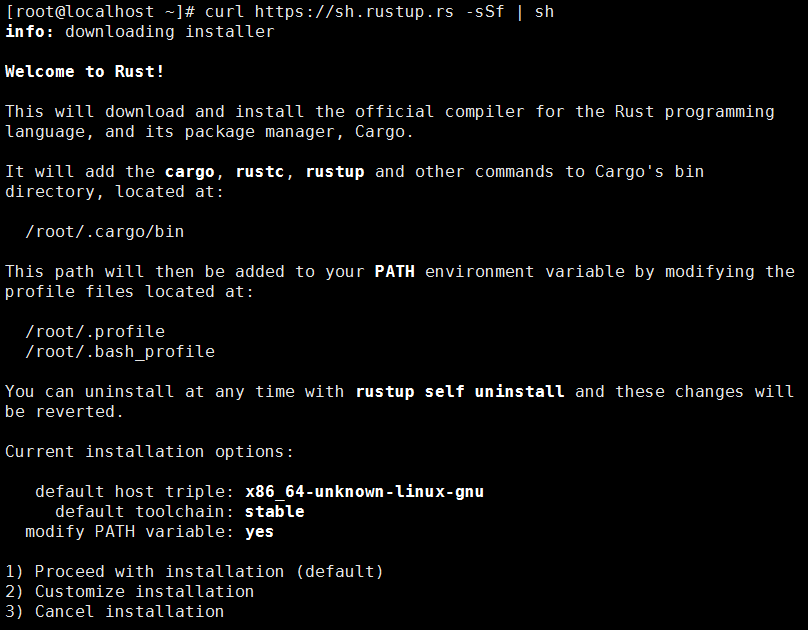 [root@localhost ~]# curl https://sh.rustup.rs -sSf | sh
info: downloading installer
Welcome to Rust!
This will download and install the official compiler for the Rust programming
language, and its package manager, Cargo.
It will add the cargo, rustc, rustup and other commands to Cargo's bin
directory, located at:
/root/.cargo/bin
This path will then be added to your PATH environment variable by modifying the
profile files located at:
/root/.profile
/root/.bash_profile
You can uninstall at any time with rustup self uninstall and these changes will
be reverted.
Current installation options:
default host triple: x86_64-unknown-linux-gnu
default toolchain: stable
modify PATH variable: yes
1) Proceed with installation (default)
2) Customize installation
3) Cancel installation